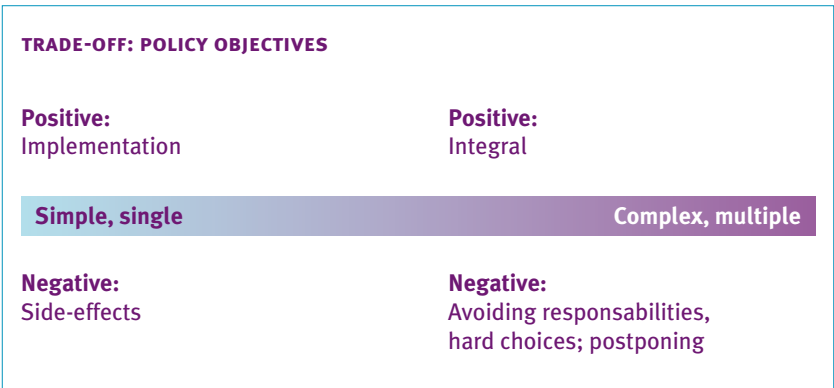 TRADE-OFF: POLICY OBJECTIVES
Positive:
Implementation
Positive:
Integral
Simple, single
Complex, multiple
Negative:
Side-effects
Negative:
Avoiding responsabilities,
hard choices; postponing